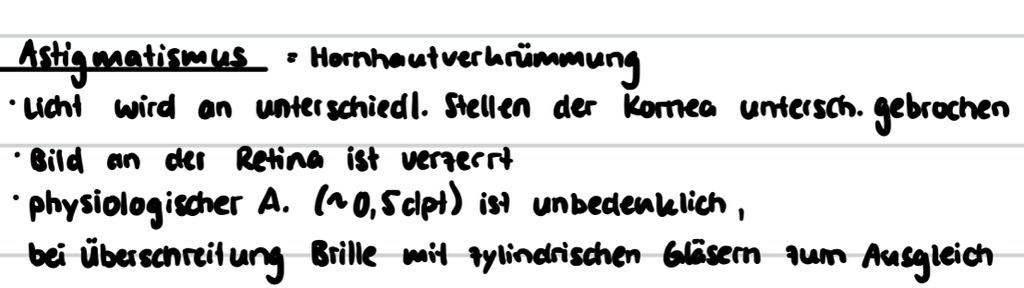 Astigmatismus = Hornhautverkrümmung
· Licht wird an unterschiedl. Stellen der Kornea untersch. gebrochen
· Bild an der Retina ist verzerrt
· physiologischer A. (~0,5dpt) ist unbedenklich,
bei Überschreitung Brille mit zylindrischen Gläsern zum Ausgleich